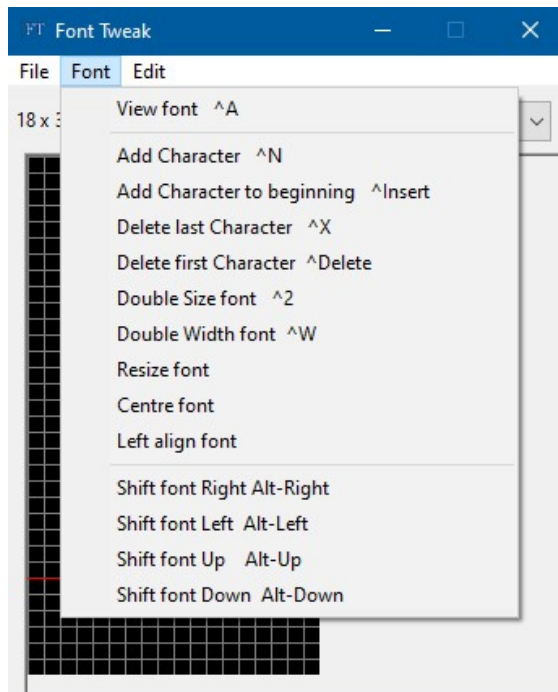 FT Font Tweak
File Font Edit
18 x 3
View font ^A
Add Character ^N
Add Character to beginning ^Insert
Delete last Character ^X
Delete first Character ^Delete
Double Size font ^2
Double Width font ^W
Resize font
Centre font
Left align font
Shift font Right Alt-Right
Shift font Left Alt-Left
Shift font Up Alt-Up
Shift font Down Alt-Down